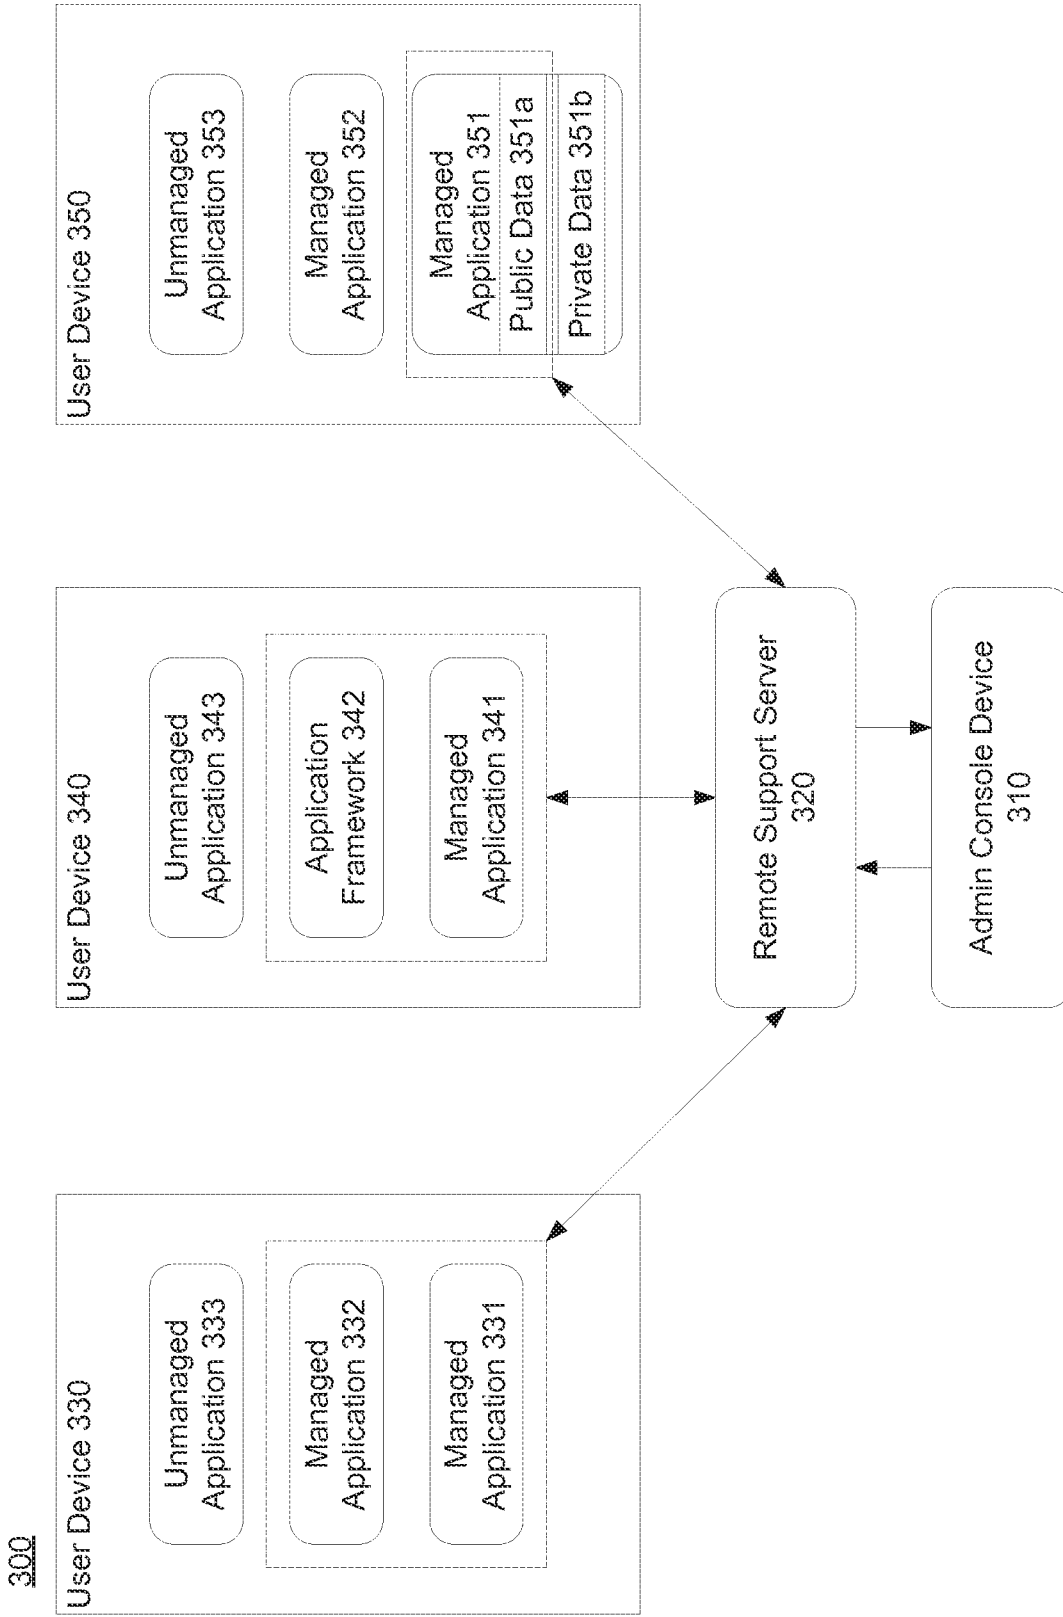 300
User Device 330
Unmanaged
Application 333
Managed
Application 332
Managed
Application 331
User Device 340
Unmanaged
Application 343
Application
Framework 342
Managed
Application 341
User Device 350
Unmanaged
Application 353
Managed
Application 352
Managed
Application 351
Public Data 351a
Private Data 351b
Remote Support Server
320
Admin Console Device
310